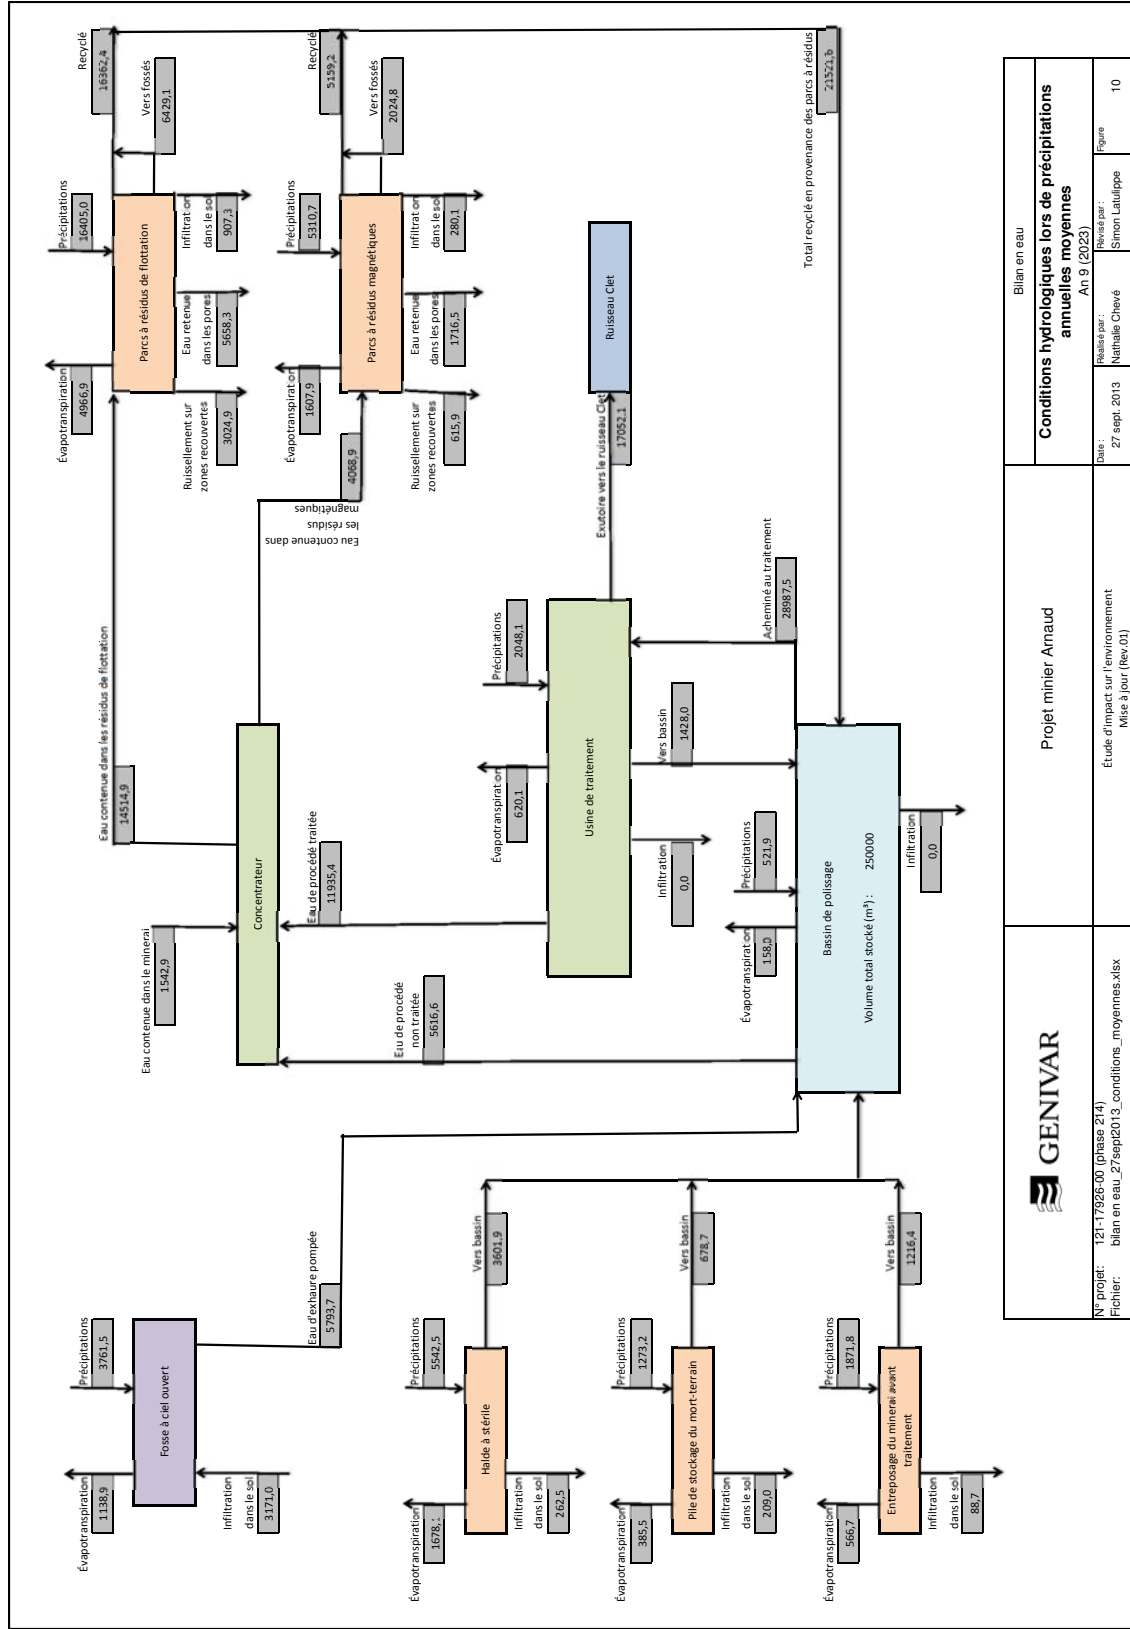 Évapotranspiration
1138,9
Précipitations
3761,5
Fosse à ciel ouvert
Infiltration
dans le sol
3171,0
Eau d'exhaure pompée
5793,7
Évapotranspiration
Précipitations
5542,5
Halde à stérile
Infiltration
dans le sol
262,5
Vers bassin
3601,9
Évapotranspiration
385,5
Précipitations
1273,2
Pile de stockage du mort-terrain
Infiltration
dans le sol
209,0
Vers bassin
678,7
Évapotranspiration
566,7
Précipitations
1871,8
Entreposage du minerai avant
traitement
Infiltration
dans le sol
88,7
Vers bassin
1216,4
Eau contenue dans le minerai
1542,9
Concentrateur
Eau contenue dans les résidus de flottation
14514,9
Eau contenue dans
les résidus
magnétiques
4068,9
Eau de procédé
non traitée
5616,6
Eau de procédé traitée
11935,4
Évapotranspiration
620,1
Précipitations
2048,1
Usine de traitement
Infiltration
0,0
Vers bassin
1428,0
Acheminé au traitement
28987,5
Exutoire vers le ruisseau Clet
17052,1
Ruisseau Clet
Évapotranspiration
158,0
Précipitations
521,9
Bassin de polissage
Volume total stocké (m³) : 250000
Infiltration
0,0
Évapotranspiration
4966,9
Précipitations
16405,0
Parcs à résidus de flottation
Ruissellement sur
zones recouvertes
3024,9
Eau retenue
dans les pores
5658,3
Infiltration
dans le sol
907,3
Vers fossés
6429,1
Recyclé
16362,4
Évapotranspiration
1607,9
Précipitations
5310,7
Parcs à résidus magnétiques
Ruissellement sur
zones recouvertes
615,9
Eau retenue
dans les pores
1716,5
Infiltration
dans le sol
280,1
Vers fossés
2024,8
Recyclé
5159,2
Total recyclé en provenance des parcs à résidus
21521,6
GENIVAR
N° projet: 121-17926-00 (phase 214)
Fichier: bilan en eau_27sept2013_conditions_moyennes.xlsx
Projet minier Arnaud
Étude d'impact sur l'environnement
Mise à jour (Rev.01)
Bilan en eau
Conditions hydrologiques lors de précipitations
annuelles moyennes
An 9 (2023)
Date :
27 sept. 2013
Réalisé par :
Nathalie Chevé
Révisé par :
Simon Latulippe
Figure
10